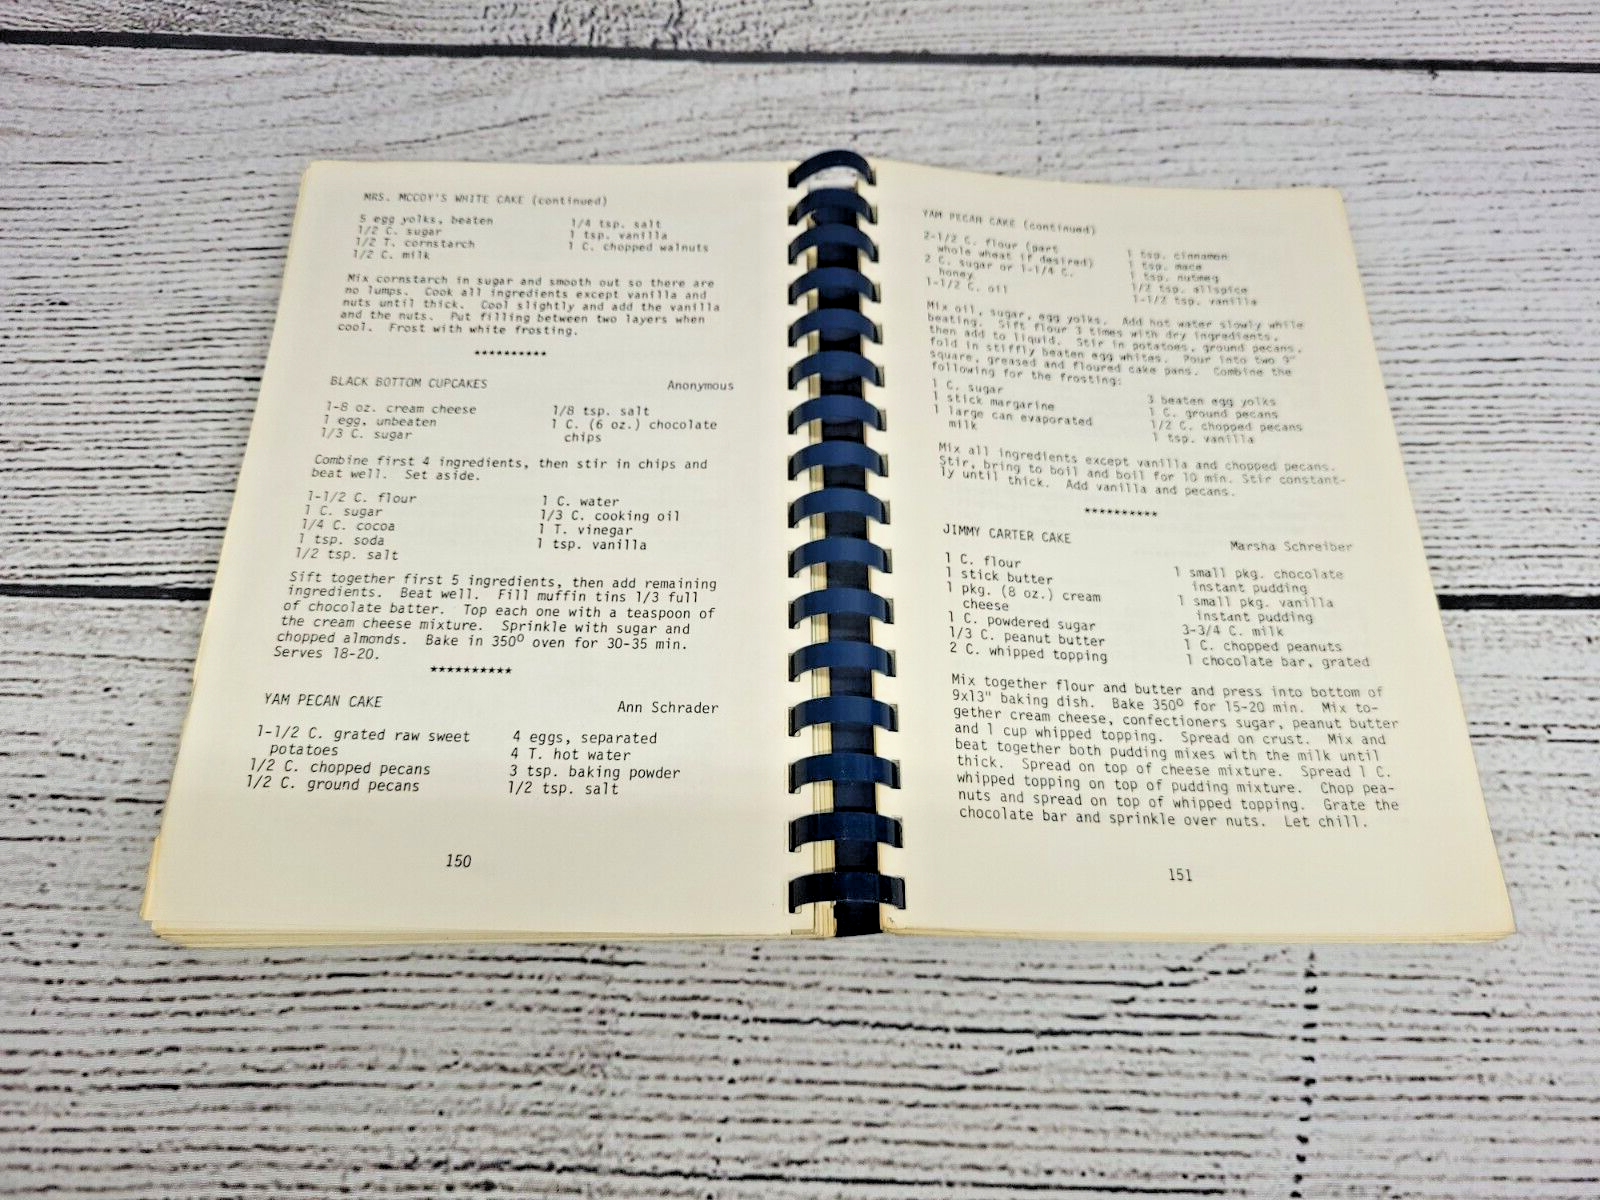 MRS. MCCOY'S WHITE CAKE (continued)
5 egg yolks, beaten
1/2 C. sugar
1/2 T. cornstarch
1/2 C. milk
1/4 tsp. salt
1 tsp. vanilla
1 C. chopped walnuts
Mix cornstarch in sugar and smooth out so there are
no lumps. Cook all ingredients except vanilla and
nuts until thick. Cool slightly and add the vanilla
and the nuts. Put filling between two layers when
cool. Frost with white frosting.
**********
BLACK BOTTOM CUPCAKES Anonymous
1-8 oz. cream cheese
1 egg, unbeaten
1/3 C. sugar
1/8 tsp. salt
1 C. (6 oz.) chocolate
chips
Combine first 4 ingredients, then stir in chips and
beat well. Set aside.
1-1/2 C. flour
1 C. sugar
1/4 C. cocoa
1 tsp. soda
1/2 tsp. salt
1 C. water
1/3 C. cooking oil
1 T. vinegar
1 tsp. vanilla
Sift together first 5 ingredients, then add remaining
ingredients. Beat well. Fill muffin tins 1/3 full
of chocolate batter. Top each one with a teaspoon of
the cream cheese mixture. Sprinkle with sugar and
chopped almonds. Bake in 350° oven for 30-35 min.
Serves 18-20.
**********
YAM PECAN CAKE Ann Schrader
1-1/2 C. grated raw sweet
potatoes
1/2 C. chopped pecans
1/2 C. ground pecans
4 eggs, separated
4 T. hot water
3 tsp. baking powder
1/2 tsp. salt
150
YAM PECAN CAKE (continued)
2-1/2 C. flour (part
whole wheat if desired)
2 C. sugar or 1-1/4 C.
honey
1-1/2 C. oil
1 tsp. cinnamon
1 tsp. mace
1 tsp. nutmeg
1/2 tsp. allspice
1-1/2 tsp. vanilla
Mix oil, sugar, egg yolks. Add hot water slowly while
beating. Sift flour 3 times with dry ingredients,
then add to liquid. Stir in potatoes, ground pecans,
fold in stiffly beaten egg whites. Pour into two 9"
square, greased and floured cake pans. Combine the
following for the frosting:
1 C. sugar
1 stick margarine
1 large can evaporated
milk
3 beaten egg yolks
1 C. ground pecans
1/2 C. chopped pecans
1 tsp. vanilla
Mix all ingredients except vanilla and chopped pecans.
Stir, bring to boil and boil for 10 min. Stir constant-
ly until thick. Add vanilla and pecans.
**********
JIMMY CARTER CAKE Marsha Schreiber
1 C. flour
1 stick butter
1 pkg. (8 oz.) cream
cheese
1 C. powdered sugar
1/3 C. peanut butter
2 C. whipped topping
1 small pkg. chocolate
instant pudding
1 small pkg. vanilla
instant pudding
3-3/4 C. milk
1 C. chopped peanuts
1 chocolate bar, grated
Mix together flour and butter and press into bottom of
9x13" baking dish. Bake 350° for 15-20 min. Mix to-
gether cream cheese, confectioners sugar, peanut butter
and 1 cup whipped topping. Spread on crust. Mix and
beat together both pudding mixes with the milk until
thick. Spread on top of cheese mixture. Spread 1 C.
whipped topping on top of pudding mixture. Chop pea-
nuts and spread on top of whipped topping. Grate the
chocolate bar and sprinkle over nuts. Let chill.
151